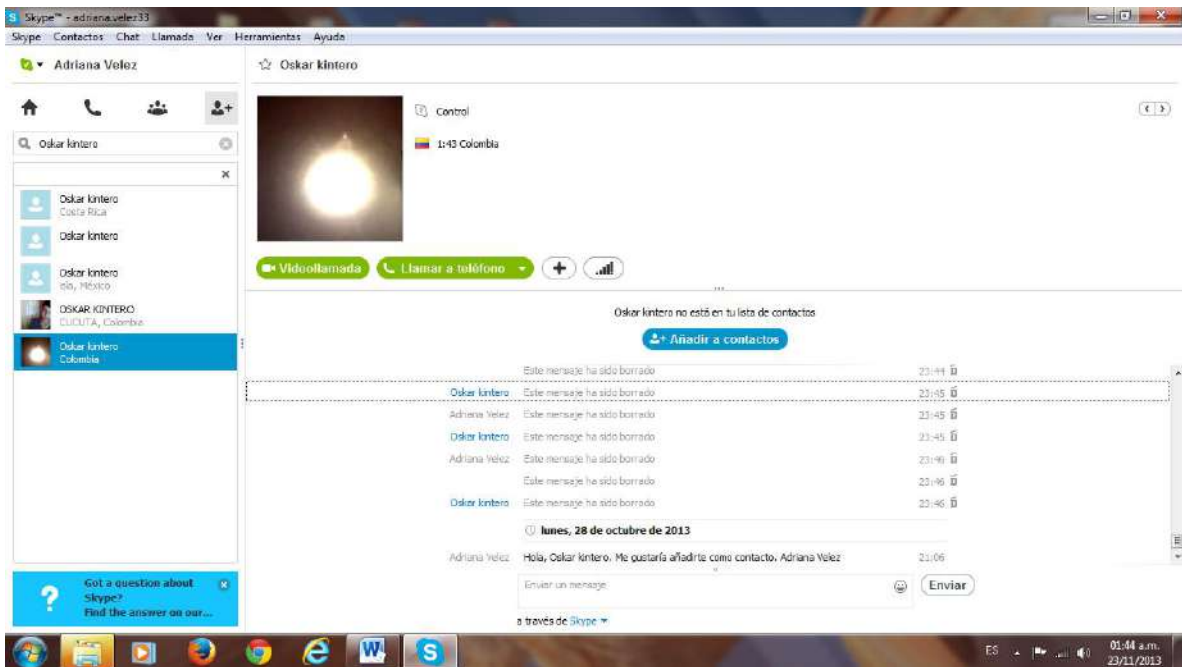 Skype™ - adriana.velez33
Skype Contactos Chat Llamada Ver Herramientas Ayuda
Adriana Velez
Oskar kintero
Oskar kintero
Oskar kintero
Costa Rica
Oskar kintero
Oskar kintero
México
OSKAR KINTERO
CUCUTA, Colombia
Oskar kintero
Colombia
Got a question about
Skype?
Find the answer on our...
Control
1:43 Colombia
Videollamada
Llamar a teléfono
Oskar kintero no está en tu lista de contactos
Añadir a contactos
Este mensaje ha sido borrado 23:44
Oskar kintero Este mensaje ha sido borrado 23:45
Adriana Velez Este mensaje ha sido borrado 23:45
Oskar kintero Este mensaje ha sido borrado 23:45
Adriana Velez Este mensaje ha sido borrado 23:46
Este mensaje ha sido borrado 23:46
Oskar kintero Este mensaje ha sido borrado 23:46
lunes, 28 de octubre de 2013
Adriana Velez Hola, Oskar kintero. Me gustaría añadirte como contacto. Adriana Velez 21:06
Enviar un mensaje
Enviar
a través de Skype
ES
01:44 a.m.
23/11/2013